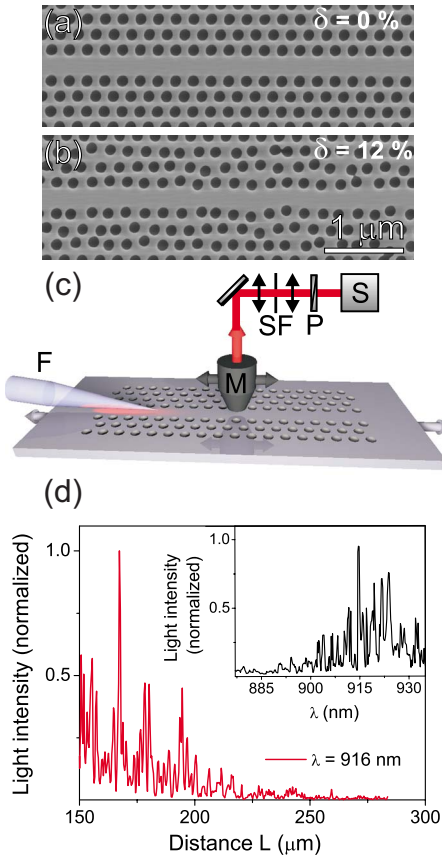 (a)
δ = 0 %
(b)
δ = 12 %
1 μm
(c)
SF P S
F
M
(d)
Light intensity (normalized)
1.0
0.5
150 200 250 300
Distance L (μm)
Light intensity
(normalized)
1.0
0.5
885 900 915 930
λ (nm)
λ = 916 nm